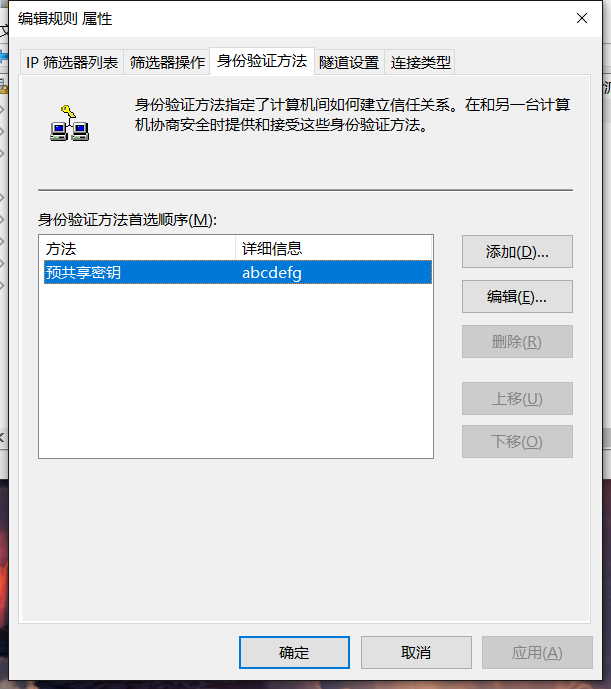 编辑规则 属性
IP 筛选器列表 筛选器操作 身份验证方法 隧道设置 连接类型
身份验证方法指定了计算机间如何建立信任关系。在和另一台计算
机协商安全时提供和接受这些身份验证方法。
身份验证方法首选顺序(M):
方法 详细信息
预共享密钥 abcdefg
添加(D)...
编辑(E)...
删除(R)
上移(U)
下移(O)
确定 取消 应用(A)